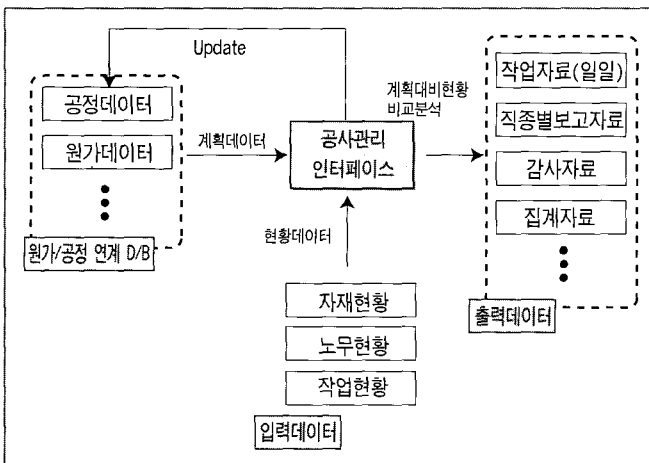 Update
공정데이터
원가데이터
원가/공정 연계 D/B
계획데이터
공사관리
인터페이스
계획대비현황
비교분석
현황데이터
자재현황
노무현황
작업현황
입력데이터
작업자료(일일)
직종별보고자료
감사자료
집계자료
출력데이터